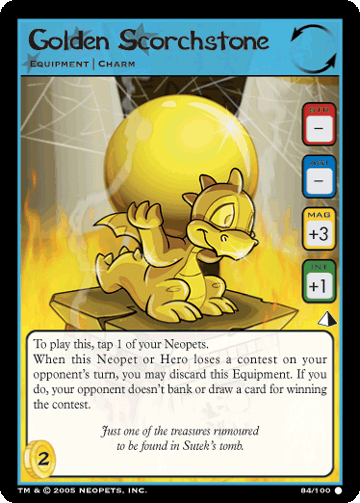 Golden Scorchstone
EQUIPMENT | CHARM
STR
–
AGI
–
MAG
+3
INT
+1
To play this, tap 1 of your Neopets.
When this Neopet or Hero loses a contest on your
opponent's turn, you may discard this Equipment. If you
do, your opponent doesn't bank or draw a card for winning
the contest.
Just one of the treasures rumoured
to be found in Sutek's tomb.
2
TM & © 2005 NEOPETS, INC.
84/100